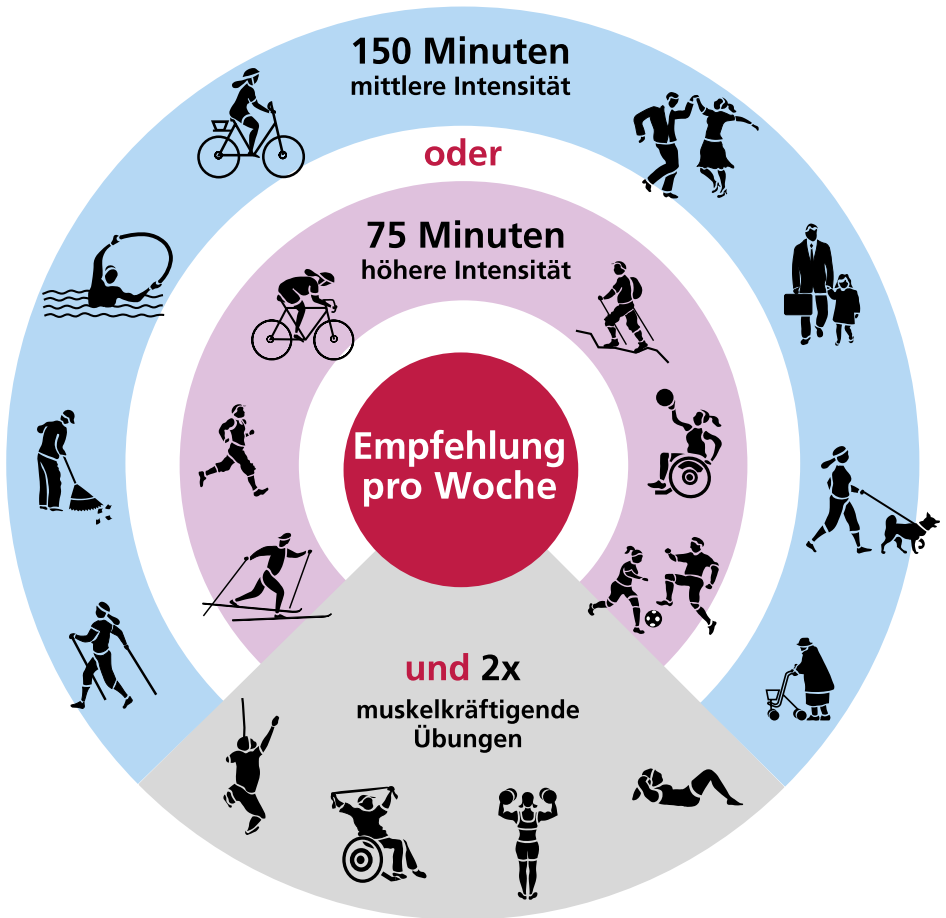 150 Minuten
mittlere Intensität
oder
75 Minuten
höhere Intensität
Empfehlung
pro Woche
und 2x
muskelkräftigende
Übungen